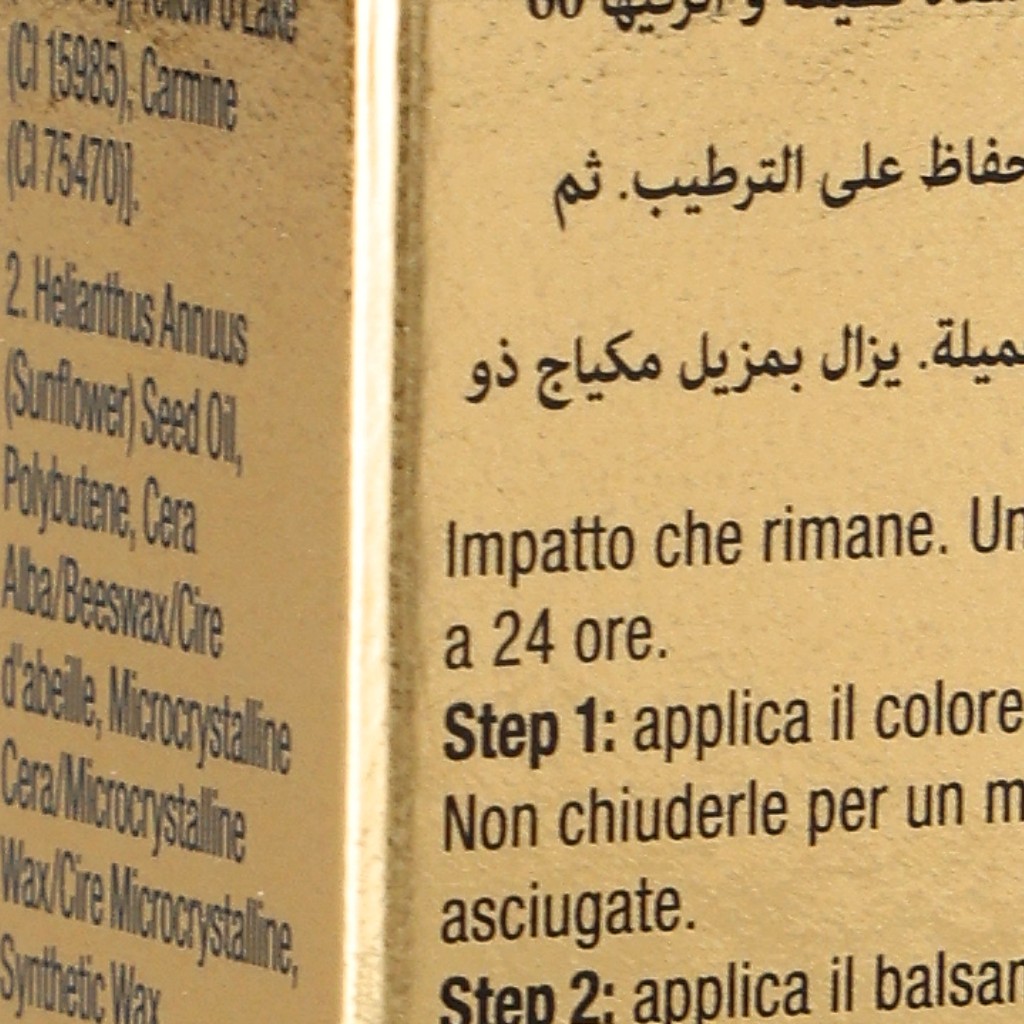 Lake
(CI 15985), Carmine
(CI 75470)].
2. Helianthus Annuus
(Sunflower) Seed Oil,
Polybutene, Cera
Alba/Beeswax/Cire
d'abeille, Microcrystalline
Cera/Microcrystalline
Wax/Cire Microcrystalline,
Synthetic Wax
60
على الترطيب. ثم
يزال بمزيل مكياج ذو
Impatto che rimane.
a 24 ore.
Step 1: applica il colore
Non chiuderle per un
asciugate.
Step 2: applica il